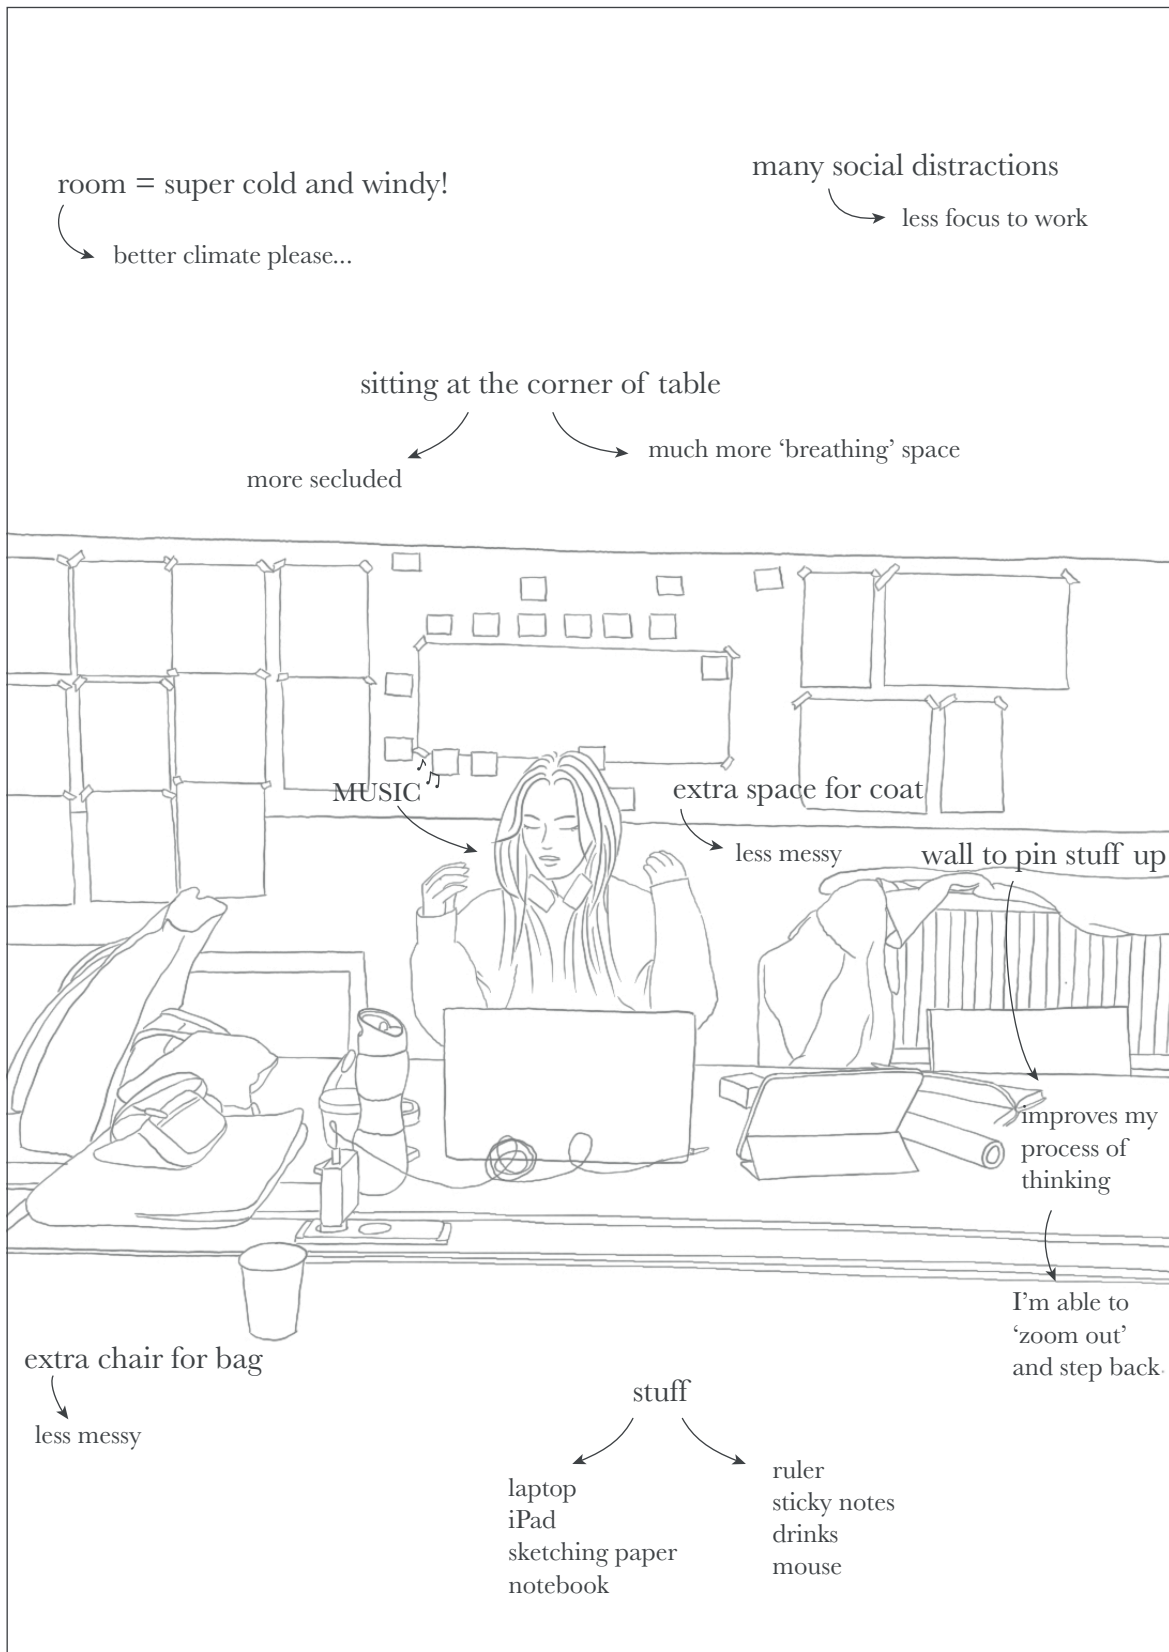 room = super cold and windy!
better climate please...
many social distractions
less focus to work
sitting at the corner of table
more secluded
much more ‘breathing’ space
MUSIC
extra space for coat
less messy
wall to pin stuff up
improves my
process of
thinking
I’m able to
‘zoom out’
and step back
extra chair for bag
less messy
stuff
laptop
iPad
sketching paper
notebook
ruler
sticky notes
drinks
mouse